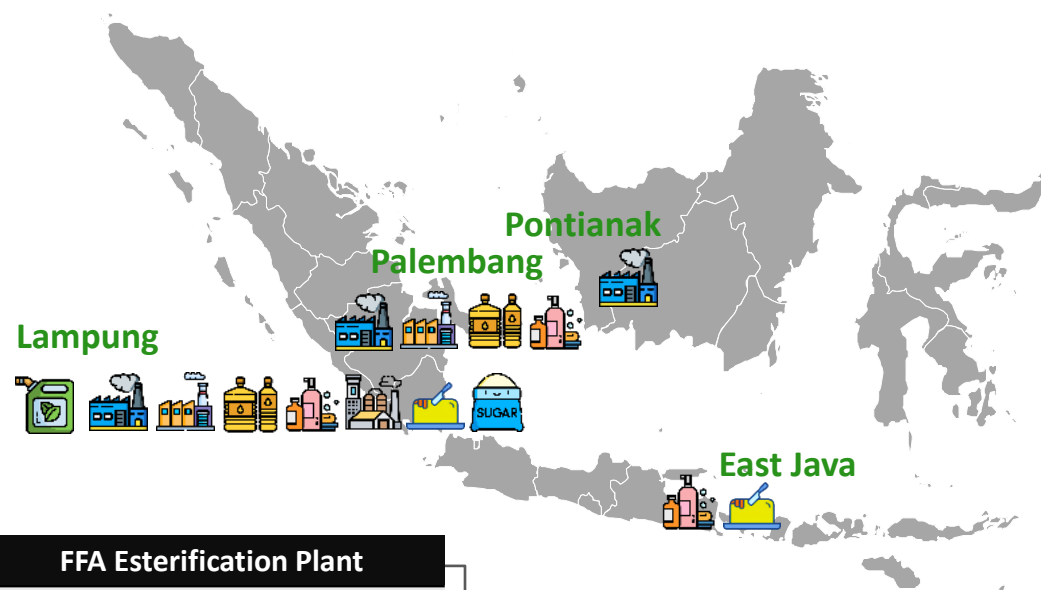 Pontianak
Palembang
Lampung
SUGAR
East Java
FFA Esterification Plant